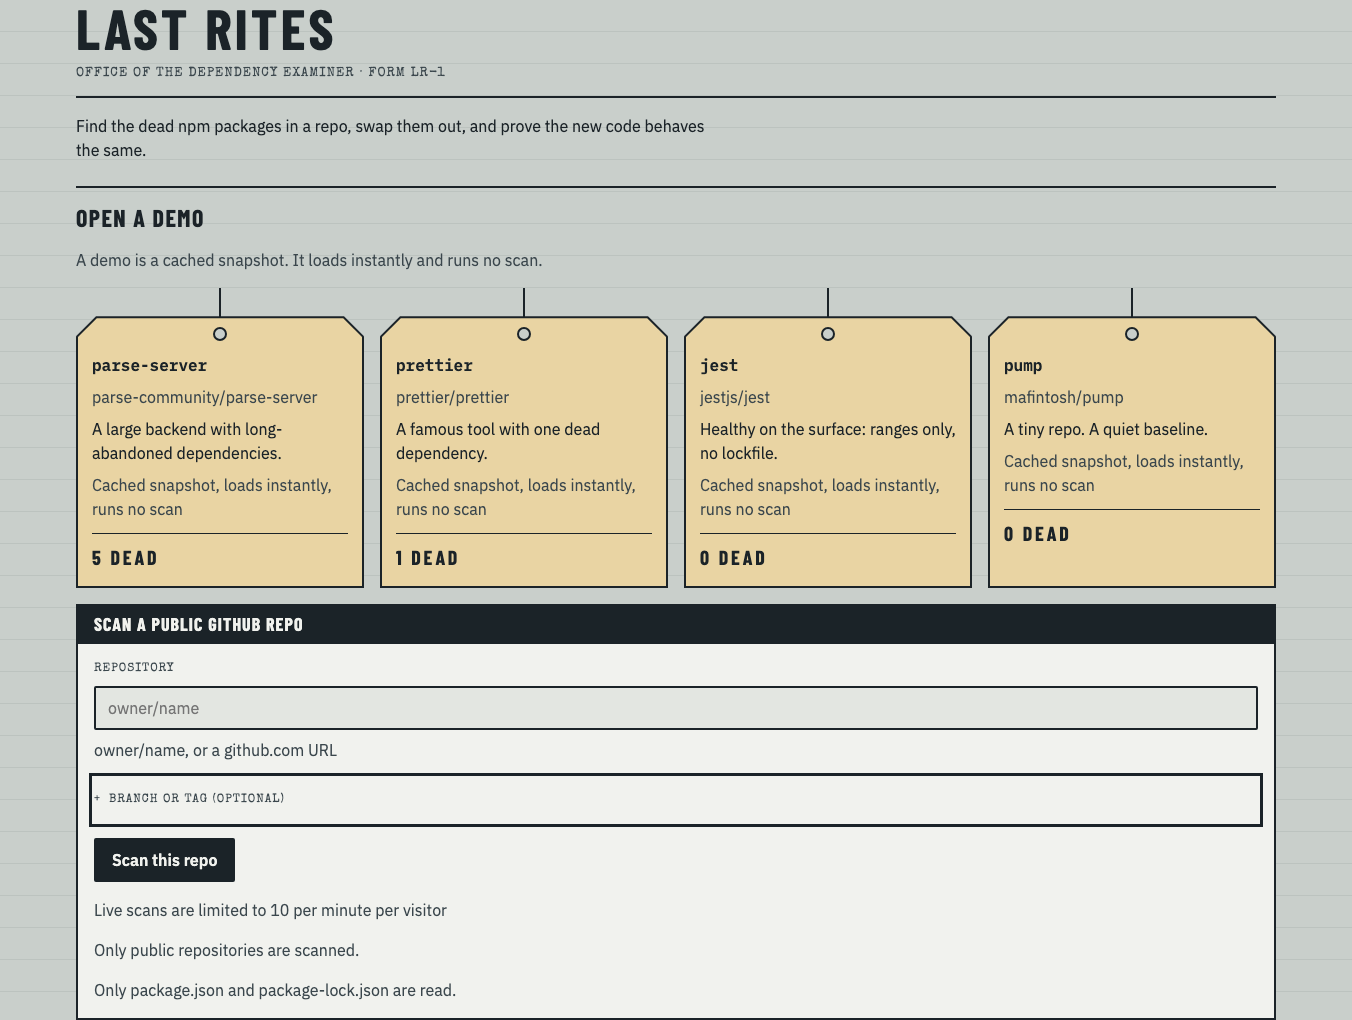 LAST RITES
OFFICE OF THE DEPENDENCY EXAMINER · FORM LR–1
Find the dead npm packages in a repo, swap them out, and prove the new code behaves
the same.
OPEN A DEMO
A demo is a cached snapshot. It loads instantly and runs no scan.
parse-server
parse-community/parse-server
A large backend with long-
abandoned dependencies.
Cached snapshot, loads instantly,
runs no scan
5 DEAD
prettier
prettier/prettier
A famous tool with one dead
dependency.
Cached snapshot, loads instantly,
runs no scan
1 DEAD
jest
jestjs/jest
Healthy on the surface: ranges only,
no lockfile.
Cached snapshot, loads instantly,
runs no scan
0 DEAD
pump
mafintosh/pump
A tiny repo. A quiet baseline.
Cached snapshot, loads instantly,
runs no scan
0 DEAD
SCAN A PUBLIC GITHUB REPO
REPOSITORY
owner/name
owner/name, or a github.com URL
+ BRANCH OR TAG (OPTIONAL)
Scan this repo
Live scans are limited to 10 per minute per visitor
Only public repositories are scanned.
Only package.json and package-lock.json are read.